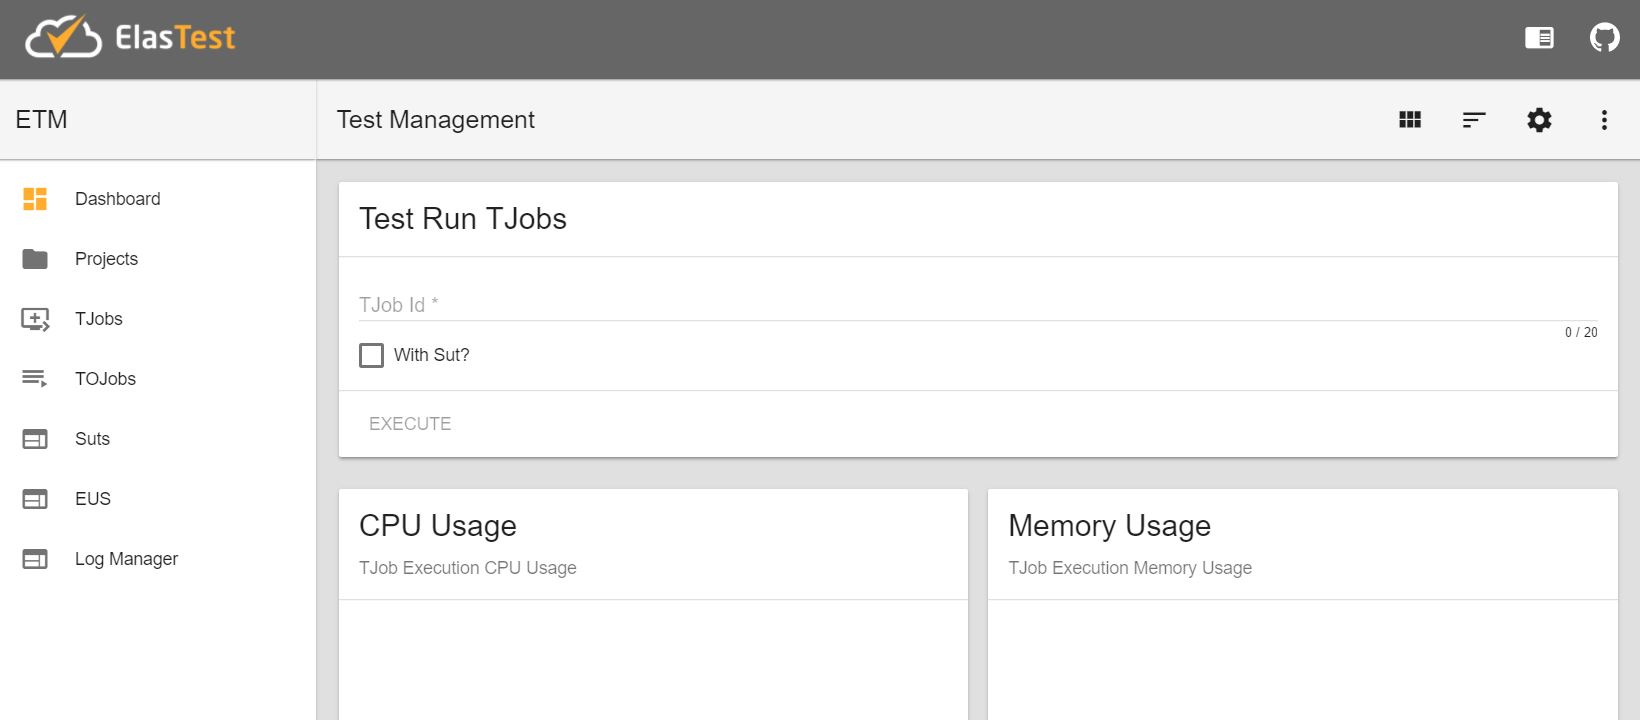 ElasTest
ETM
Test Management
Dashboard
Projects
TJobs
TOJobs
Suts
EUS
Log Manager
Test Run TJobs
TJob Id *
0 / 20
With Sut?
EXECUTE
CPU Usage
TJob Execution CPU Usage
Memory Usage
TJob Execution Memory Usage